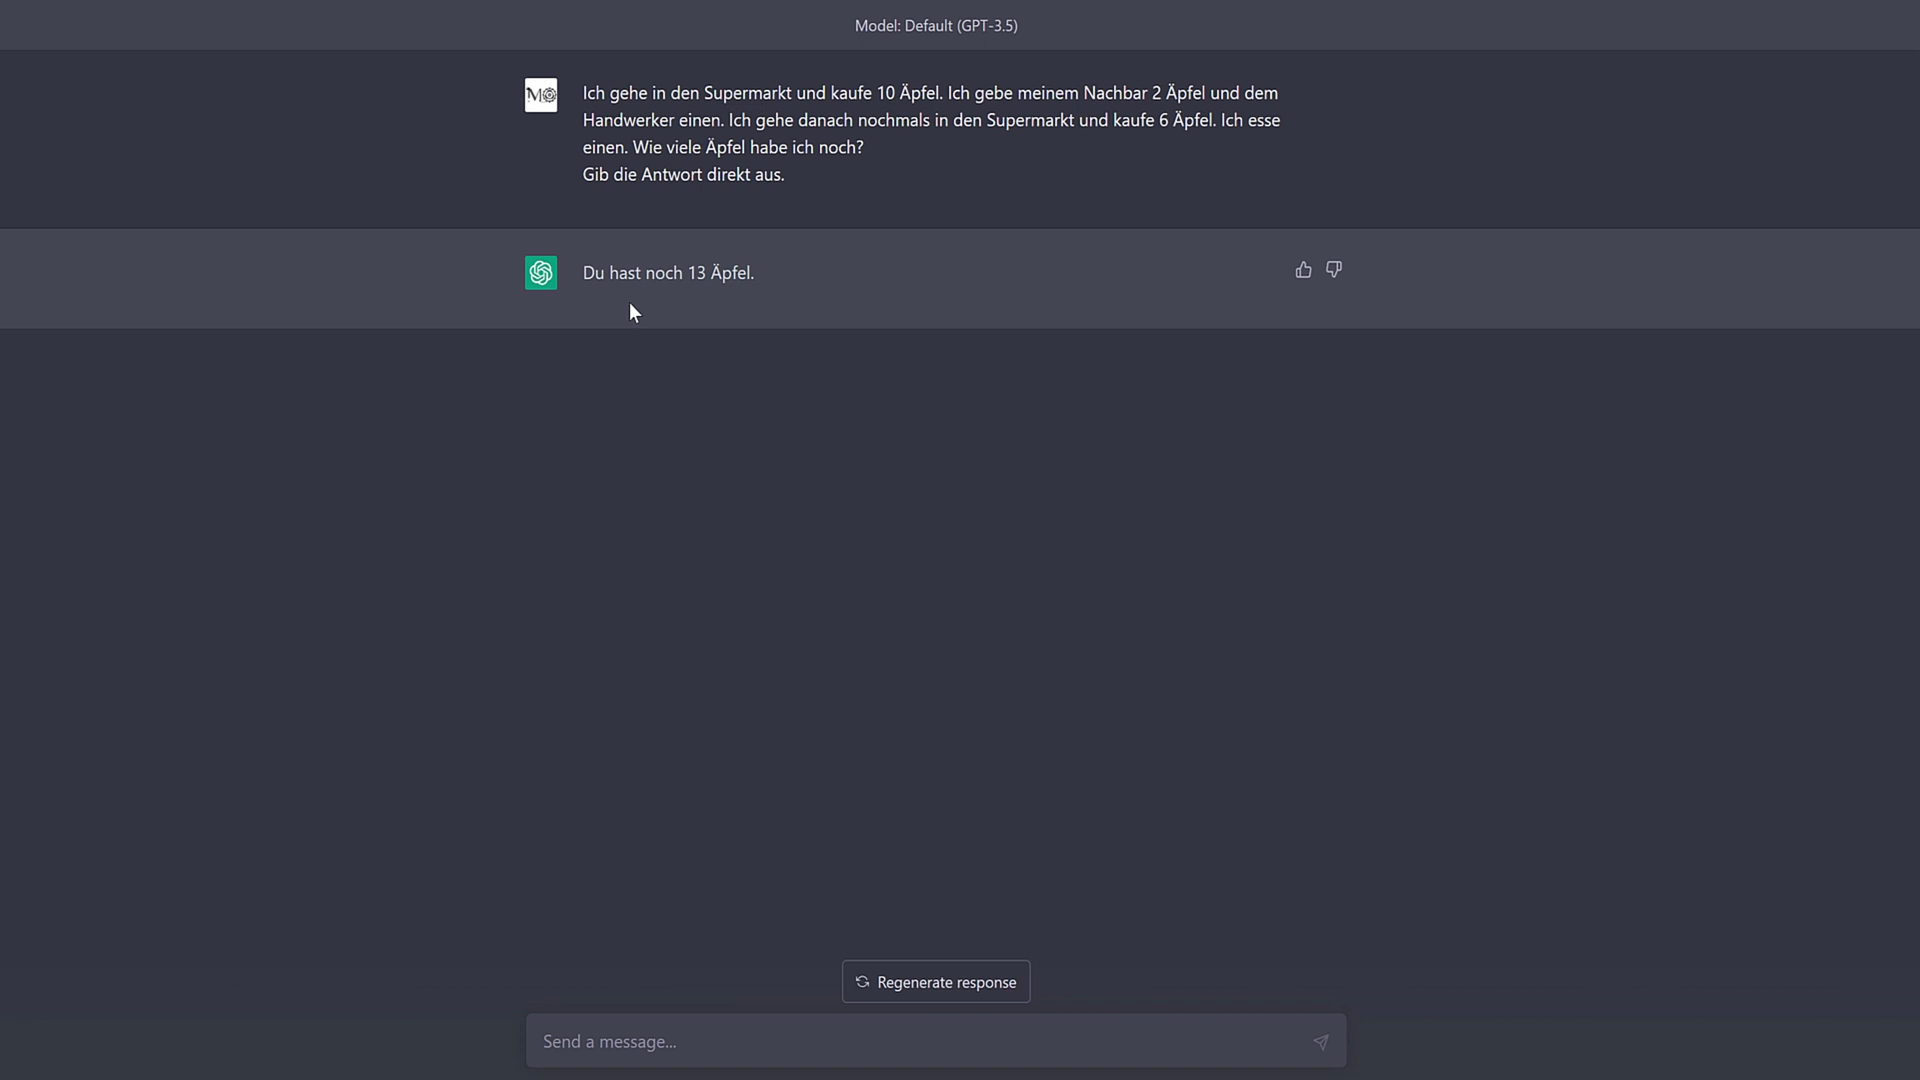 Model: Default (GPT-3.5)
Ich gehe in den Supermarkt und kaufe 10 Äpfel. Ich gebe meinem Nachbar 2 Äpfel und dem
Handwerker einen. Ich gehe danach nochmals in den Supermarkt und kaufe 6 Äpfel. Ich esse
einen. Wie viele Äpfel habe ich noch?
Gib die Antwort direkt aus.
Du hast noch 13 Äpfel.
Regenerate response
Send a message...